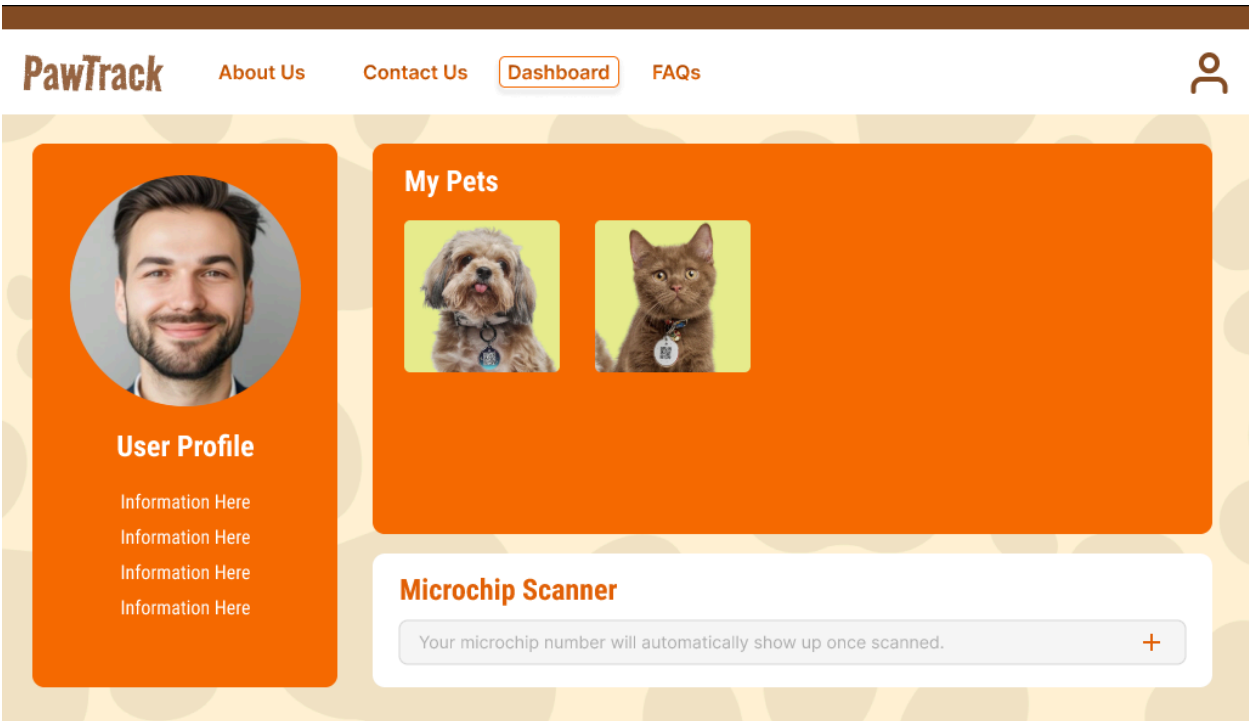 PawTrack
About Us
Contact Us
Dashboard
FAQs
User Profile
Information Here
Information Here
Information Here
Information Here
My Pets
Microchip Scanner
Your microchip number will automatically show up once scanned.